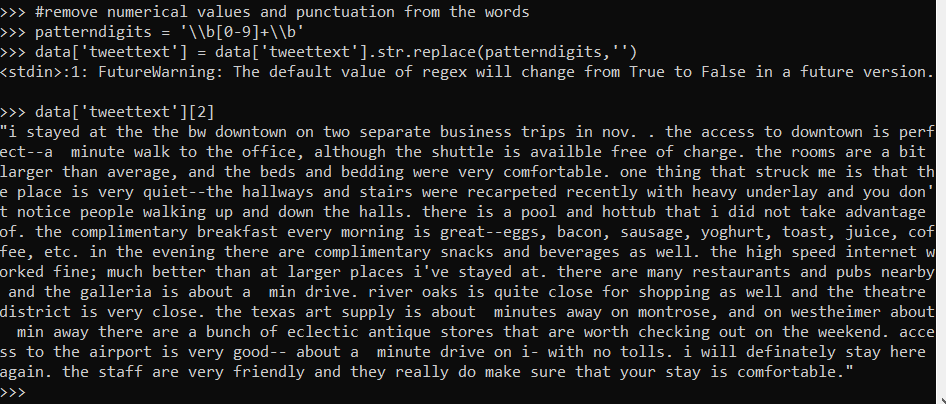 >>> #remove numerical values and punctuation from the words
>>> patterndigits = '\\b[0-9]+\\b'
>>> data['tweettext'] = data['tweettext'].str.replace(patterndigits,'')
<stdin>:1: FutureWarning: The default value of regex will change from True to False in a future version.
>>> data['tweettext'][2]
"i stayed at the the bw downtown on two separate business trips in nov. . the access to downtown is perf
ect--a  minute walk to the office, although the shuttle is availble free of charge. the rooms are a bit
larger than average, and the beds and bedding were very comfortable. one thing that struck me is that th
e place is very quiet--the hallways and stairs were recarpeted recently with heavy underlay and you don'
t notice people walking up and down the halls. there is a pool and hottub that i did not take advantage
of. the complimentary breakfast every morning is great--eggs, bacon, sausage, yoghurt, toast, juice, cof
fee, etc. in the evening there are complimentary snacks and beverages as well. the high speed internet w
orked fine; much better than at larger places i've stayed at. there are many restaurants and pubs nearby
 and the galleria is about a  min drive. river oaks is quite close for shopping as well and the theatre
district is very close. the texas art supply is about  minutes away on montrose, and on westheimer about
  min away there are a bunch of eclectic antique stores that are worth checking out on the weekend. acce
ss to the airport is very good-- about a  minute drive on i- with no tolls. i will definately stay here
again. the staff are very friendly and they really do make sure that your stay is comfortable."
>>>